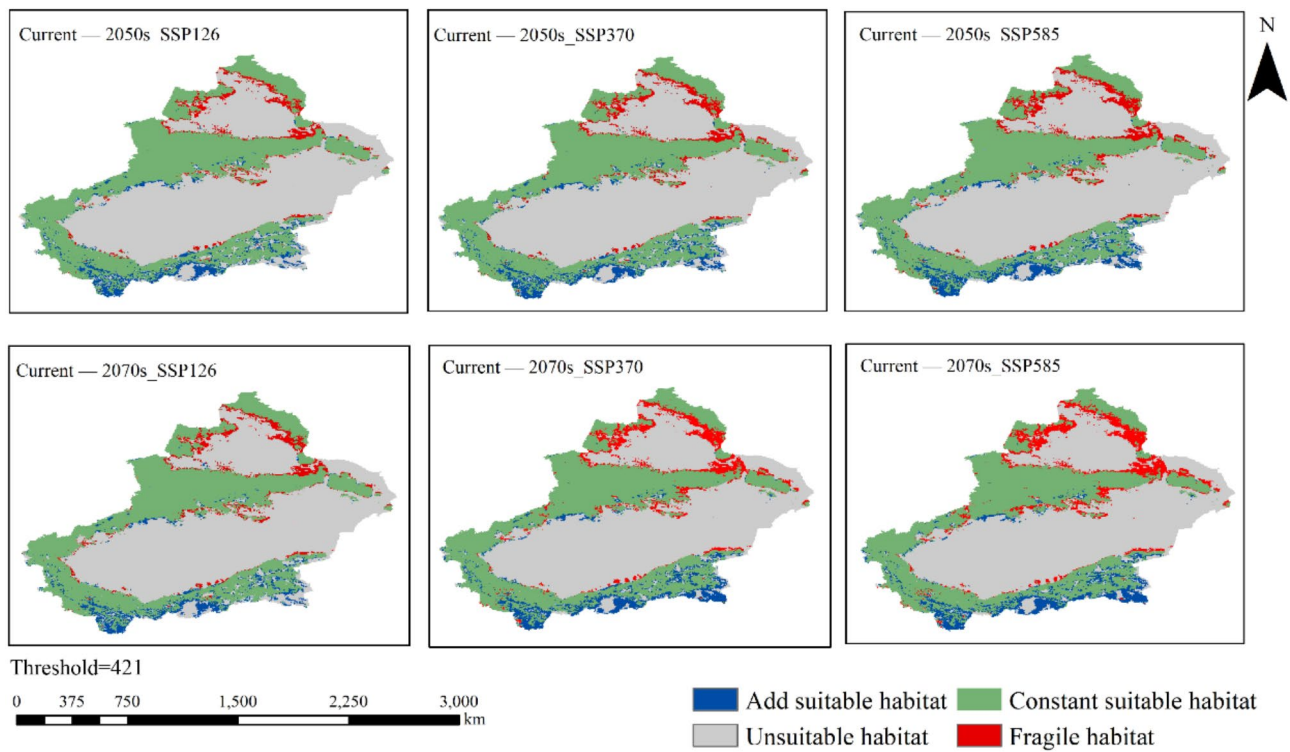 Current — 2050s_SSP126
Current — 2050s_SSP370
Current — 2050s_SSP585
N
Current — 2070s_SSP126
Current — 2070s_SSP370
Current — 2070s_SSP585
Threshold=421
0 375 750 1,500 2,250 3,000
km
Add suitable habitat
Constant suitable habitat
Unsuitable habitat
Fragile habitat